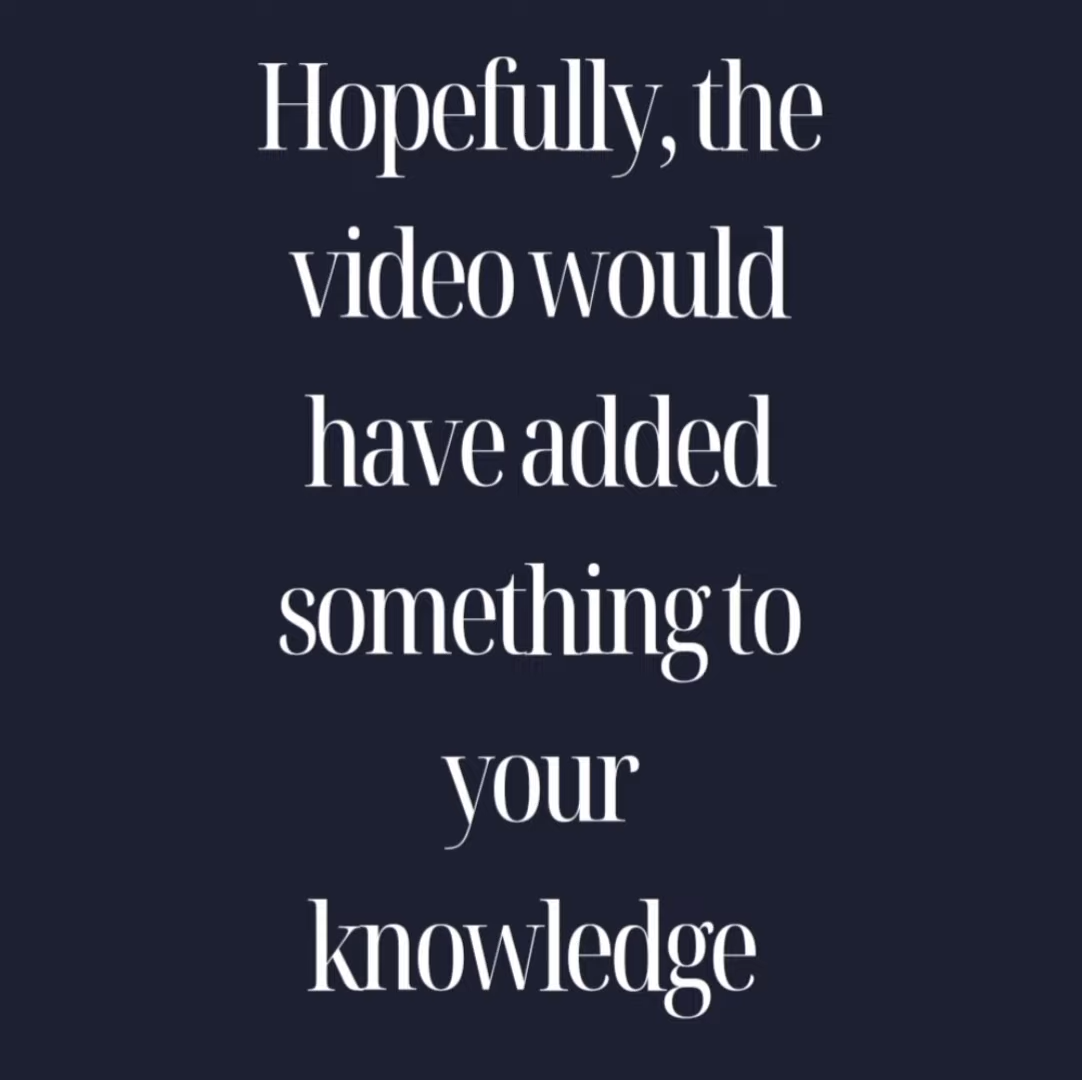 Hopefully, the
video would
have added
something to
your
knowledge